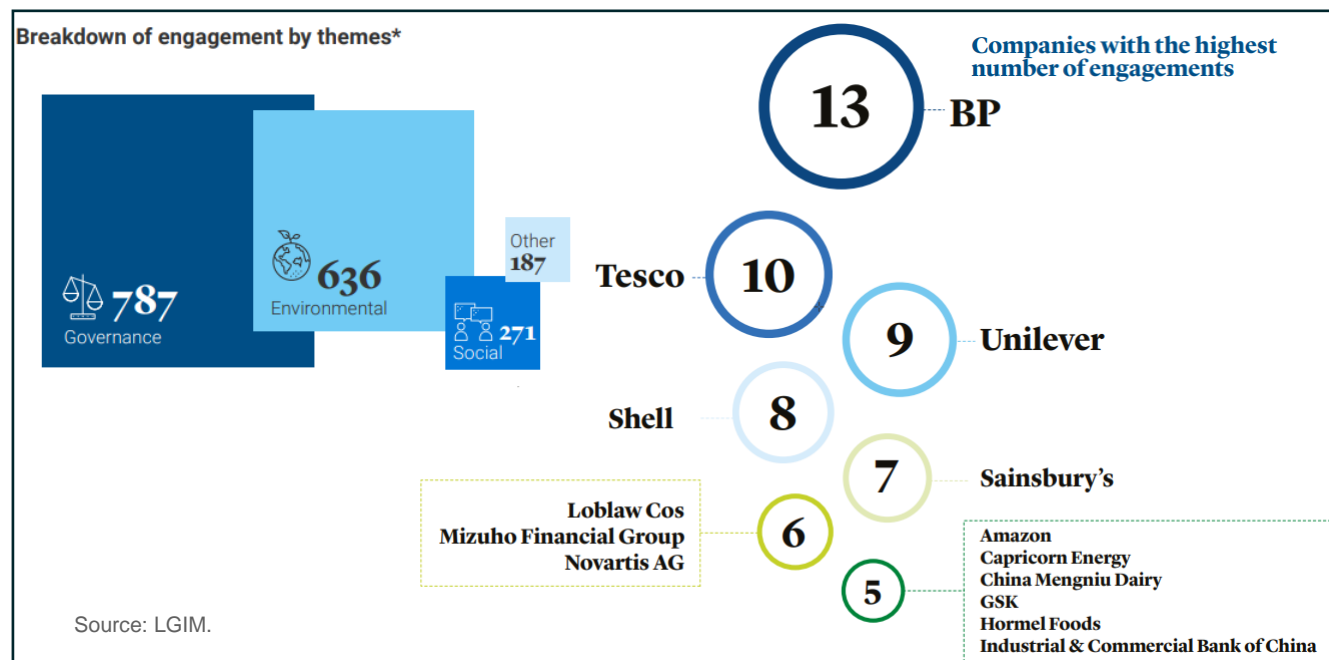 Breakdown of engagement by themes*
787
Governance
636
Environmental
Other
187
271
Social
Companies with the highest
number of engagements
13
BP
Tesco
10
9
Unilever
Shell
8
7
Sainsbury's
Loblaw Cos
Mizuho Financial Group
Novartis AG
6
5
Amazon
Capricorn Energy
China Mengniu Dairy
GSK
Hormel Foods
Industrial & Commercial Bank of China
Source: LGIM.